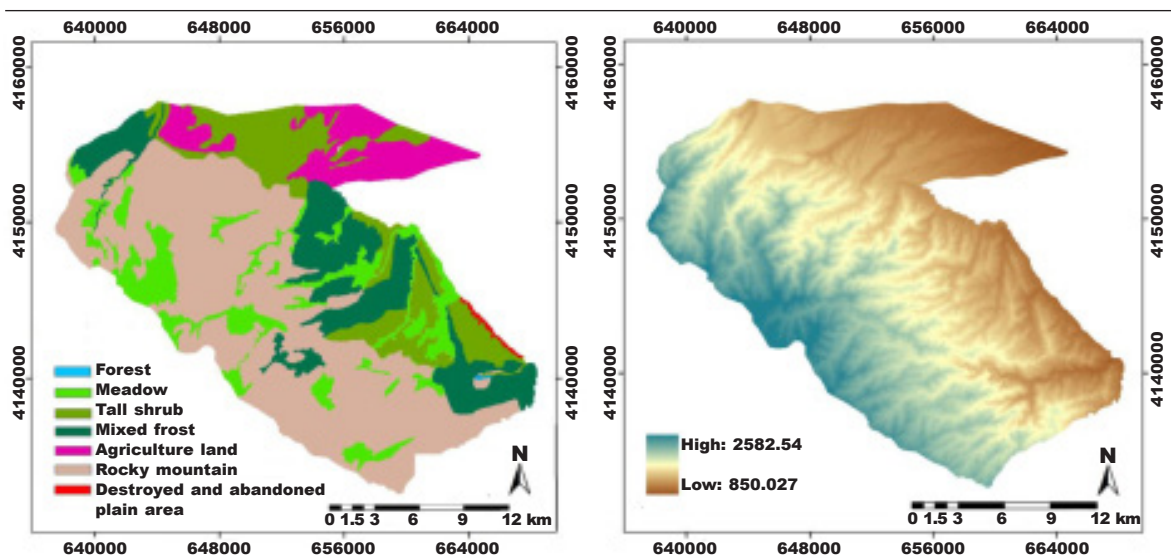 640000 648000 656000 664000
4160000
4150000
4140000
Forest
Meadow
Tall shrub
Mixed frost
Agriculture land
Rocky mountain
Destroyed and abandoned
plain area
N
0 1.5 3 6 9 12 km
640000 648000 656000 664000
640000 648000 656000 664000
4160000
4150000
4140000
4160000
4150000
4140000
High: 2582.54
Low: 850.027
N
0 1.5 3 6 9 12 km
640000 648000 656000 664000